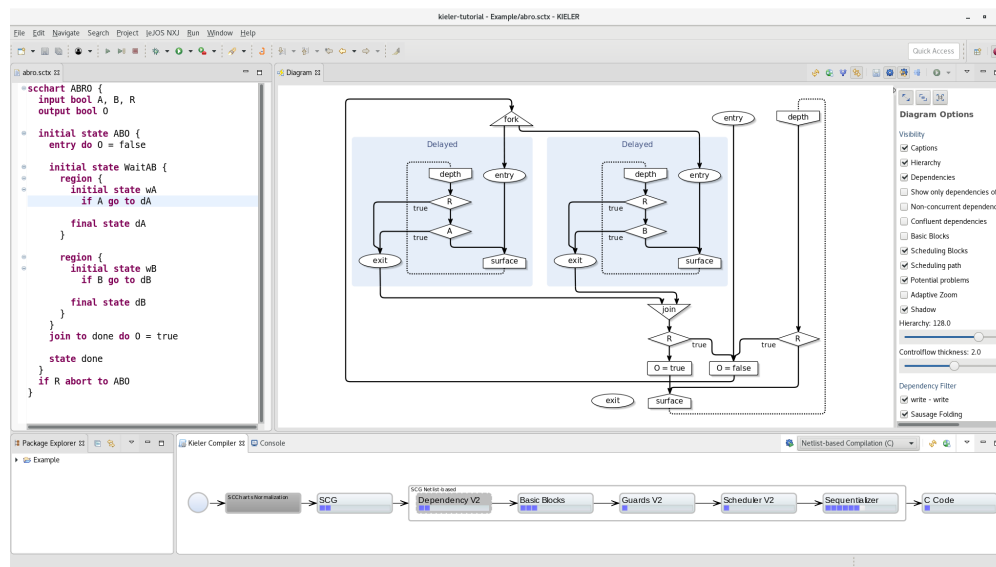 kieler-tutorial - Example/abro.sctx - KIELER
File Edit Navigate Search Project leJOS NXJ Run Window Help
Quick Access
abro.sctx
scchart ABRO {
input bool A, B, R
output bool O
initial state ABO {
entry do O = false
initial state WaitAB {
region {
initial state wA
if A go to dA
final state dA
}
region {
initial state wB
if B go to dB
final state dB
}
}
join to done do O = true
state done
}
if R abort to ABO
}
Diagram
fork
entry
depth
Delayed
Delayed
depth
entry
depth
entry
R
R
true
true
A
B
true
true
exit
surface
exit
surface
join
R
R
true
true
O = true
O = false
exit
surface
Diagram Options
Visibility
Captions
Hierarchy
Dependencies
Show only dependencies of
Non-concurrent dependenc
Confluent dependencies
Basic Blocks
Scheduling Blocks
Scheduling path
Potential problems
Adaptive Zoom
Shadow
Hierarchy: 128.0
Controlflow thickness: 2.0
Dependency Filter
write - write
Sausage Folding
Package Explorer
Example
Kieler Compiler
Console
Netlist-based Compilation (C)
SCCharts Normalization
SCG
SCG Netlist-based
Dependency V2
Basic Blocks
Guards V2
Scheduler V2
Sequentializer
C Code